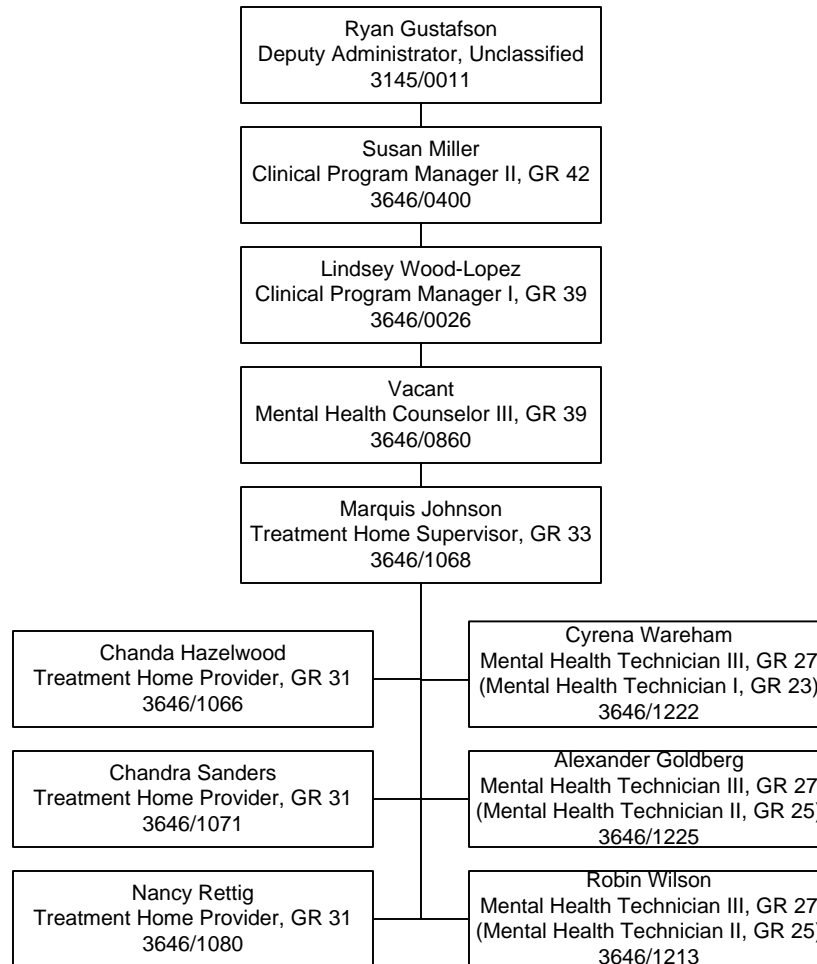 Ryan Gustafson
Deputy Administrator, Unclassified
3145/0011
Susan Miller
Clinical Program Manager II, GR 42
3646/0400
Lindsey Wood-Lopez
Clinical Program Manager I, GR 39
3646/0026
Vacant
Mental Health Counselor III, GR 39
3646/0860
Marquis Johnson
Treatment Home Supervisor, GR 33
3646/1068
Chanda Hazelwood
Treatment Home Provider, GR 31
3646/1066
Cyrena Wareham
Mental Health Technician III, GR 27
(Mental Health Technician I, GR 23)
3646/1222
Chandra Sanders
Treatment Home Provider, GR 31
3646/1071
Alexander Goldberg
Mental Health Technician III, GR 27
(Mental Health Technician II, GR 25)
3646/1225
Nancy Rettig
Treatment Home Provider, GR 31
3646/1080
Robin Wilson
Mental Health Technician III, GR 27
(Mental Health Technician II, GR 25)
3646/1213